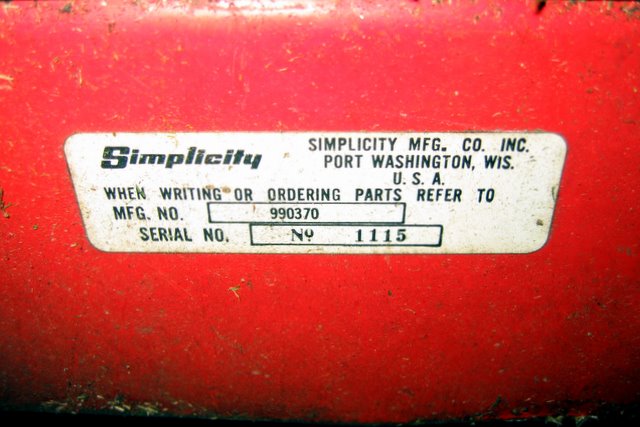 Simplicity
SIMPLICITY MFG. CO. INC.
PORT WASHINGTON, WIS.
U. S. A.
WHEN WRITING OR ORDERING PARTS REFER TO
MFG. NO. 990370
SERIAL NO. Nº 1115